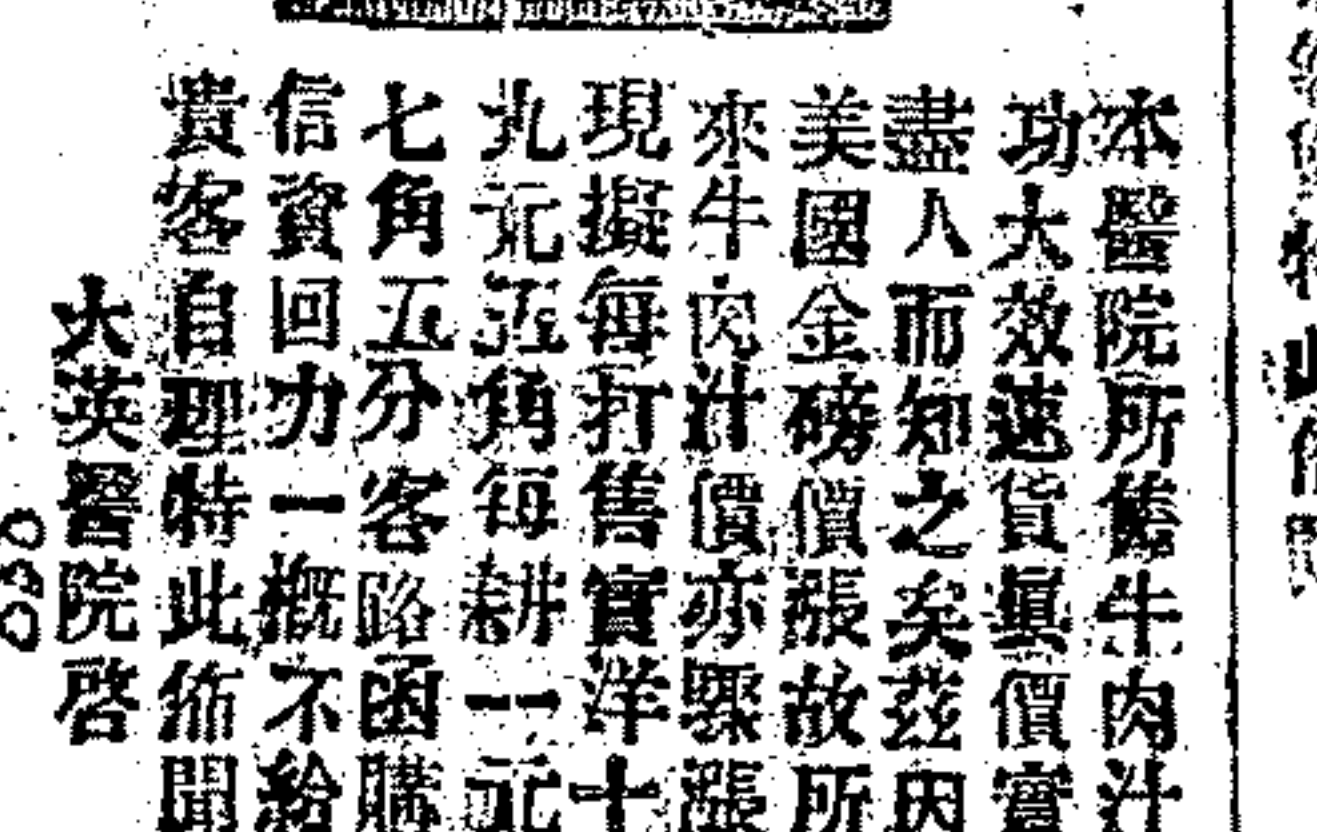 本醫院所售牛肉汁
功大效速貨眞價實
盡人而知之矣茲因
美國金磅價漲故所
來牛肉汁價亦驟漲
現擬每打售實洋十
九元五角每耕一元
七角五分客路函購
信資回力一概不給
貴客自理特此佈聞
大英醫院啓